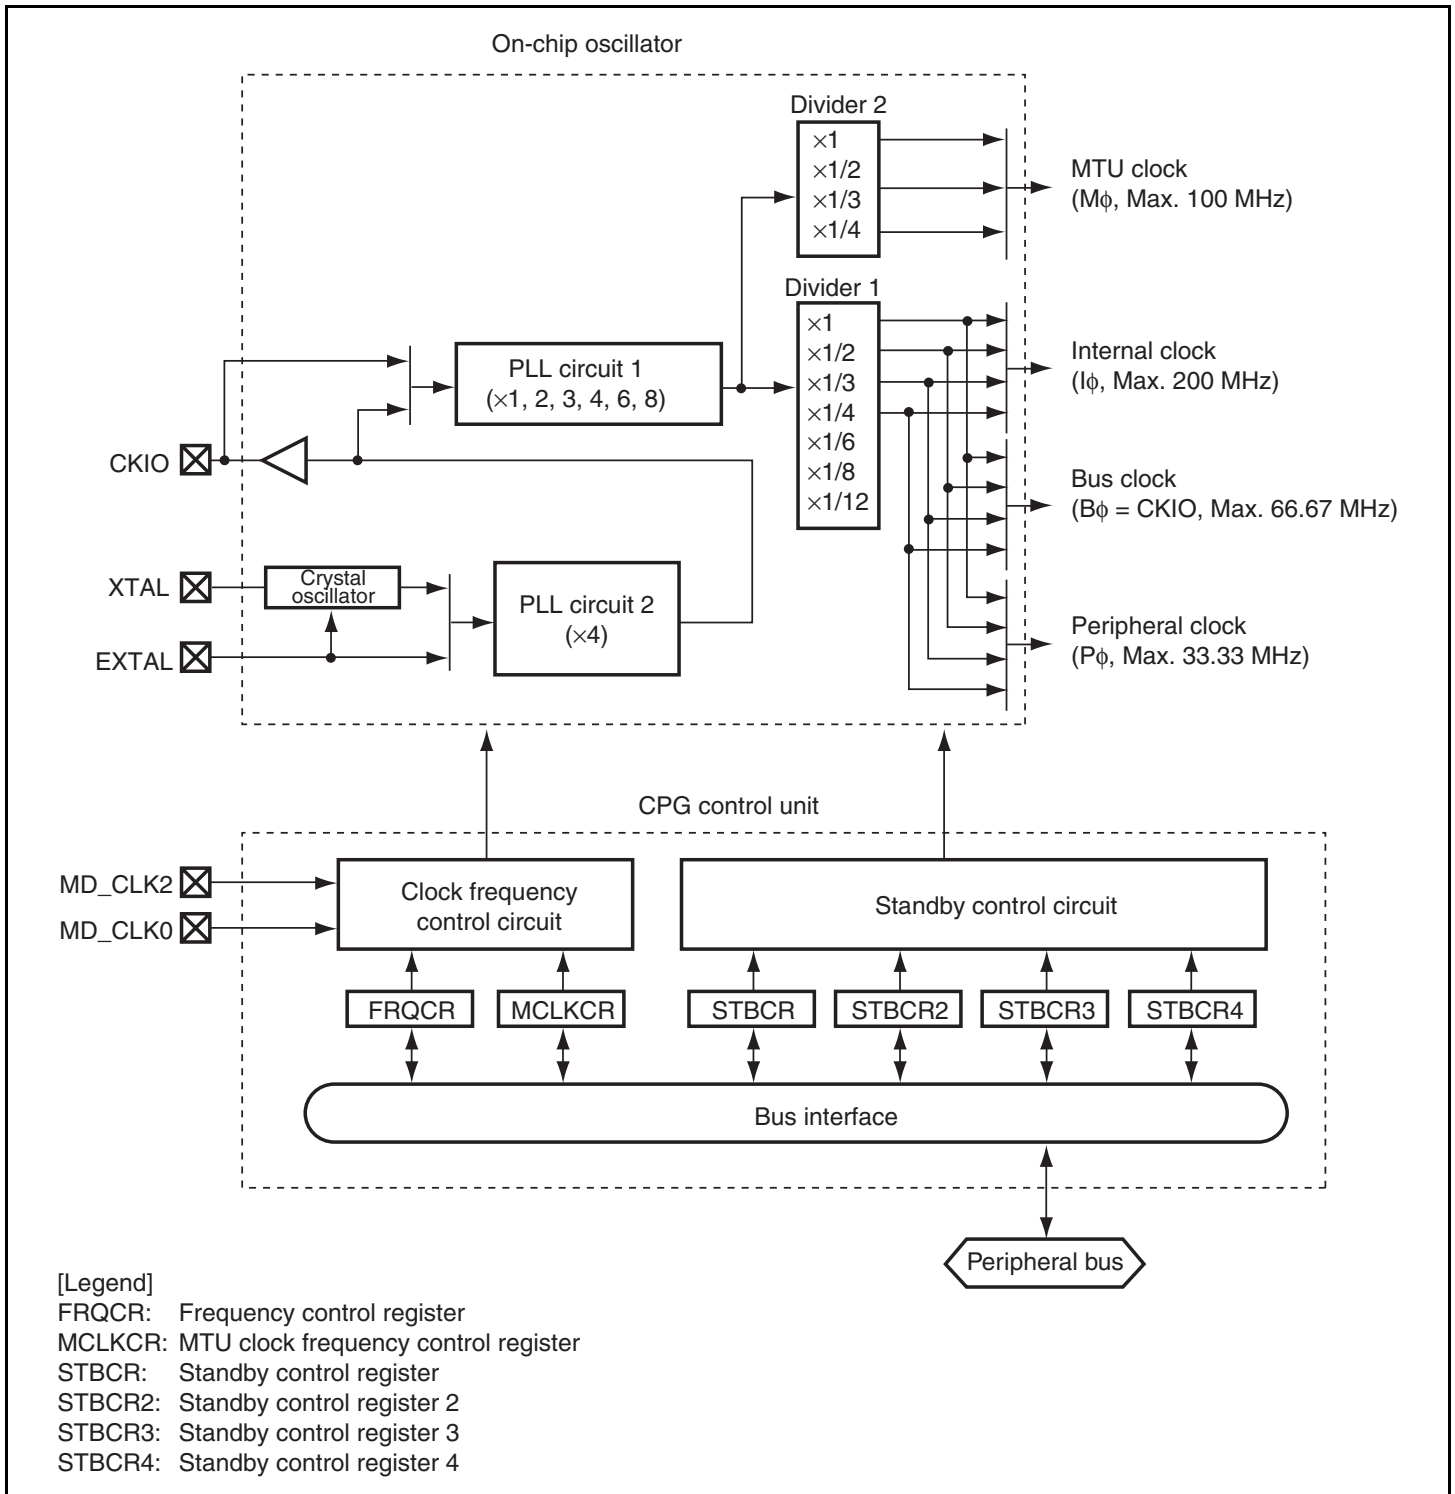 On-chip oscillator
Divider 2
×1
×1/2
×1/3
×1/4
MTU clock
(Mϕ, Max. 100 MHz)
Divider 1
×1
×1/2
×1/3
×1/4
×1/6
×1/8
×1/12
Internal clock
(Iϕ, Max. 200 MHz)
PLL circuit 1
(×1, 2, 3, 4, 6, 8)
CKIO
Bus clock
(Bϕ = CKIO, Max. 66.67 MHz)
XTAL
Crystal
oscillator
EXTAL
PLL circuit 2
(×4)
Peripheral clock
(Pϕ, Max. 33.33 MHz)
CPG control unit
MD_CLK2
MD_CLK0
Clock frequency
control circuit
Standby control circuit
FRQCR
MCLKCR
STBCR
STBCR2
STBCR3
STBCR4
Bus interface
Peripheral bus
[Legend]
FRQCR: Frequency control register
MCLKCR: MTU clock frequency control register
STBCR: Standby control register
STBCR2: Standby control register 2
STBCR3: Standby control register 3
STBCR4: Standby control register 4